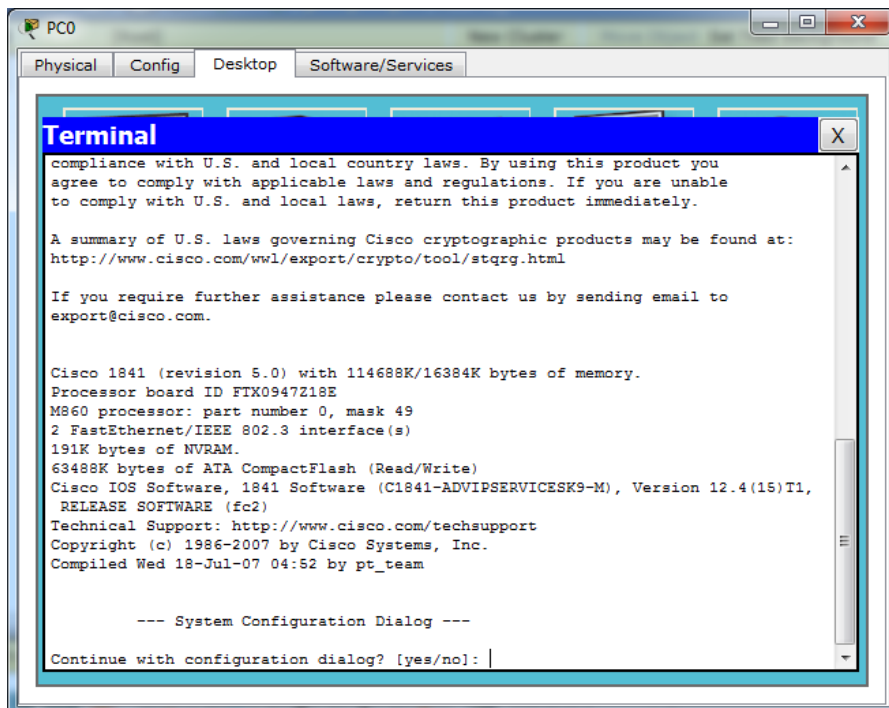 PC0
Physical Config Desktop Software/Services
Terminal X
compliance with U.S. and local country laws. By using this product you
agree to comply with applicable laws and regulations. If you are unable
to comply with U.S. and local laws, return this product immediately.
A summary of U.S. laws governing Cisco cryptographic products may be found at:
http://www.cisco.com/wwl/export/crypto/tool/stqrg.html
If you require further assistance please contact us by sending email to
export@cisco.com.
Cisco 1841 (revision 5.0) with 114688K/16384K bytes of memory.
Processor board ID FTX0947Z18E
M860 processor: part number 0, mask 49
2 FastEthernet/IEEE 802.3 interface(s)
191K bytes of NVRAM.
63488K bytes of ATA CompactFlash (Read/Write)
Cisco IOS Software, 1841 Software (C1841-ADVIPSERVICESK9-M), Version 12.4(15)T1,
RELEASE SOFTWARE (fc2)
Technical Support: http://www.cisco.com/techsupport
Copyright (c) 1986-2007 by Cisco Systems, Inc.
Compiled Wed 18-Jul-07 04:52 by pt_team
--- System Configuration Dialog ---
Continue with configuration dialog? [yes/no]: